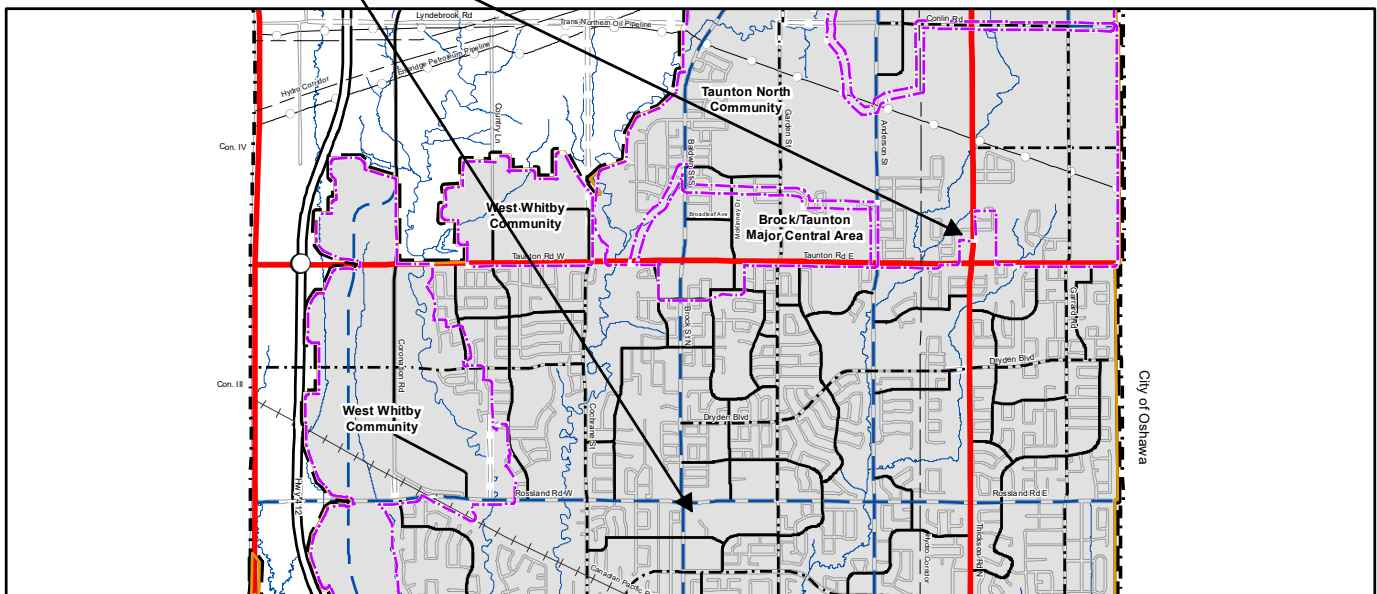 Lyndebrook Rd
Trans-Northern Oil Pipeline
Conlin Rd
Enbridge Petroleum Pipeline
Hydro Corridor
Country Ln
Taunton North
Community
Garden St
Anderson St
Con. IV
Baldwin St S
West Whitby
Community
Broadleaf Ave
McKinney Dr
Brock/Taunton
Major Central Area
Taunton Rd W
Taunton Rd E
Brock St N
Garrard Rd
Coronation Rd
Dryden Blvd
Con. III
City of Oshawa
West Whitby
Community
Cochrane St
Dryden Blvd
Hwy 412
Rossland Rd W
Rossland Rd E
Thickson Rd N
Hydro Corridor
Canadian Pacific